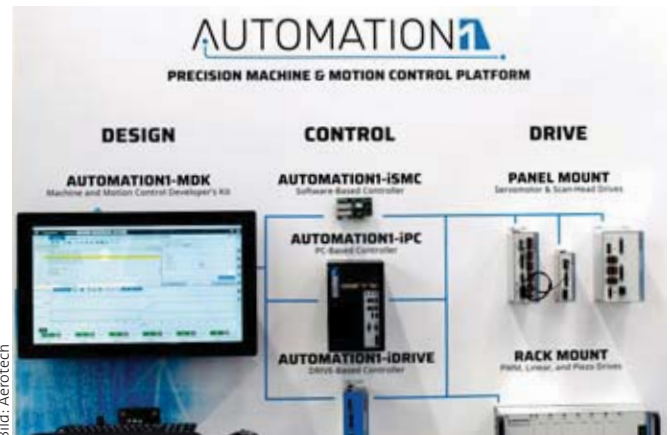 AUTOMATION1
PRECISION MACHINE & MOTION CONTROL PLATFORM
DESIGN
AUTOMATION1-MDK
Machine and Motion Control Developer's Kit
CONTROL
AUTOMATION1-iSMC
Software-Based Controller
AUTOMATION1-iPC
PC-Based Controller
AUTOMATION1-iDRIVE
DRIVE-Based Controller
DRIVE
PANEL MOUNT
Servomotor & Scan-Head Drives
RACK MOUNT
PWM, Linear, and Piezo Drives
Bild: Aerotech